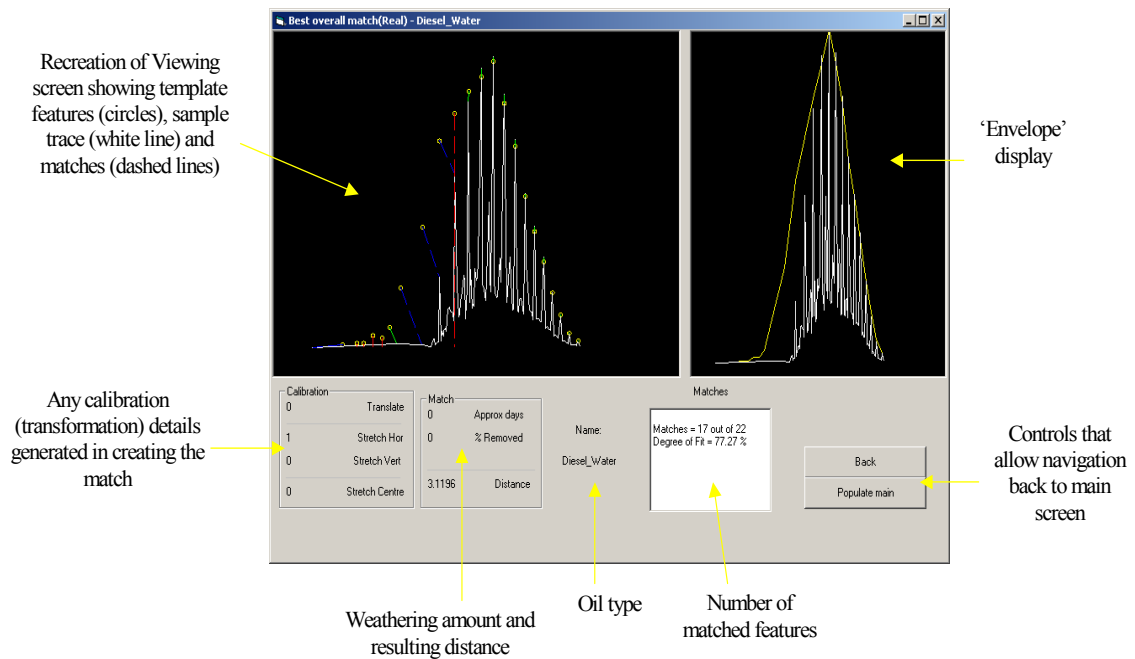 Best overall match(Real) - Diesel_Water
Recreation of Viewing
screen showing template
features (circles), sample
trace (white line) and
matches (dashed lines)
'Envelope'
display
Any calibration
(transformation) details
generated in creating the
match
Calibration
0 Translate
1 Stretch Hor
0 Stretch Vert
0 Stretch Centre
Match
0 Approx days
0 % Removed
3.1196 Distance
Name:
Diesel_Water
Matches
Matches = 17 out of 22
Degree of Fit = 77.27 %
Back
Populate main
Controls that
allow navigation
back to main
screen
Weathering amount and
resulting distance
Oil type
Number of
matched features